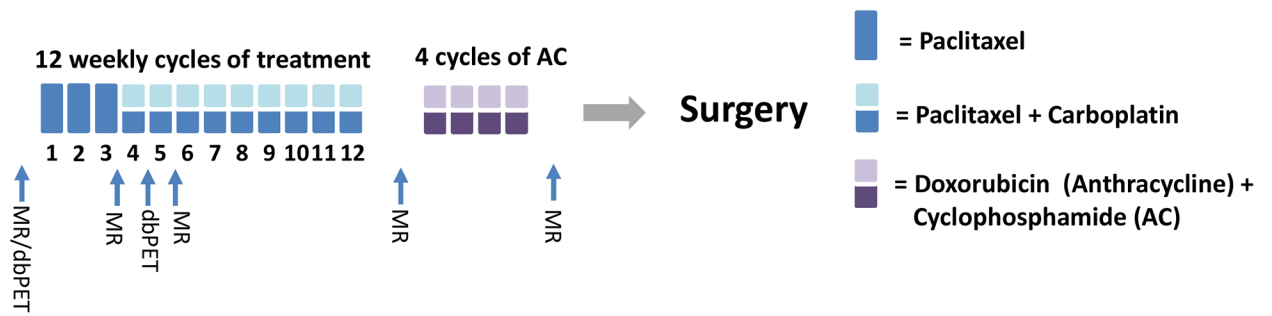 12 weekly cycles of treatment
4 cycles of AC
1 2 3 4 5 6 7 8 9 10 11 12
MR/dbPET
MR
dbPET
MR
MR
MR
Surgery
= Paclitaxel
= Paclitaxel + Carboplatin
= Doxorubicin (Anthracycline) +
Cyclophosphamide (AC)